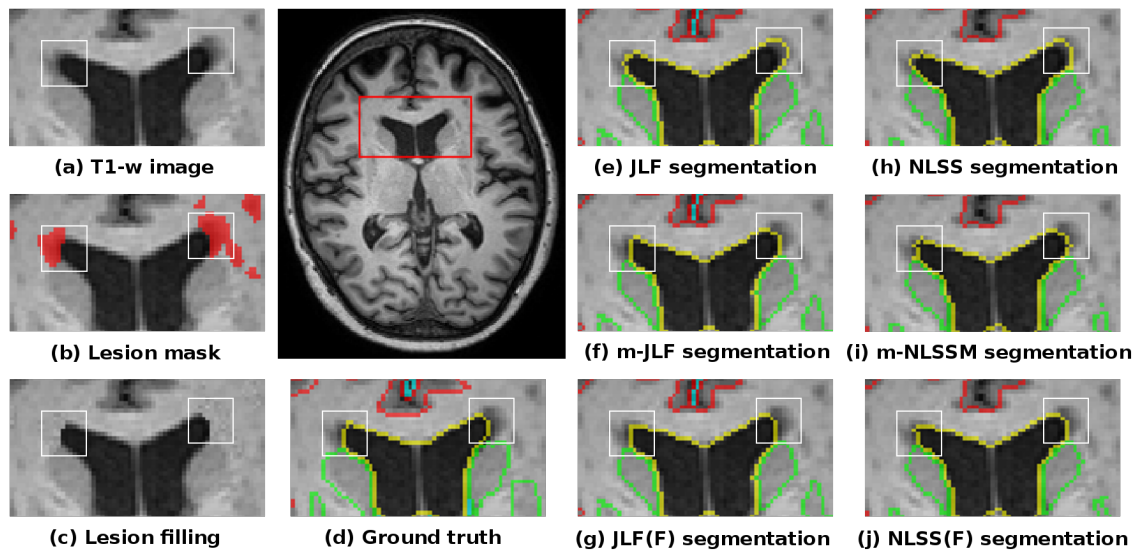 (a) T1-w image
(e) JLF segmentation
(h) NLSS segmentation
(b) Lesion mask
(f) m-JLF segmentation
(i) m-NLSSM segmentation
(c) Lesion filling
(d) Ground truth
(g) JLF(F) segmentation
(j) NLSS(F) segmentation